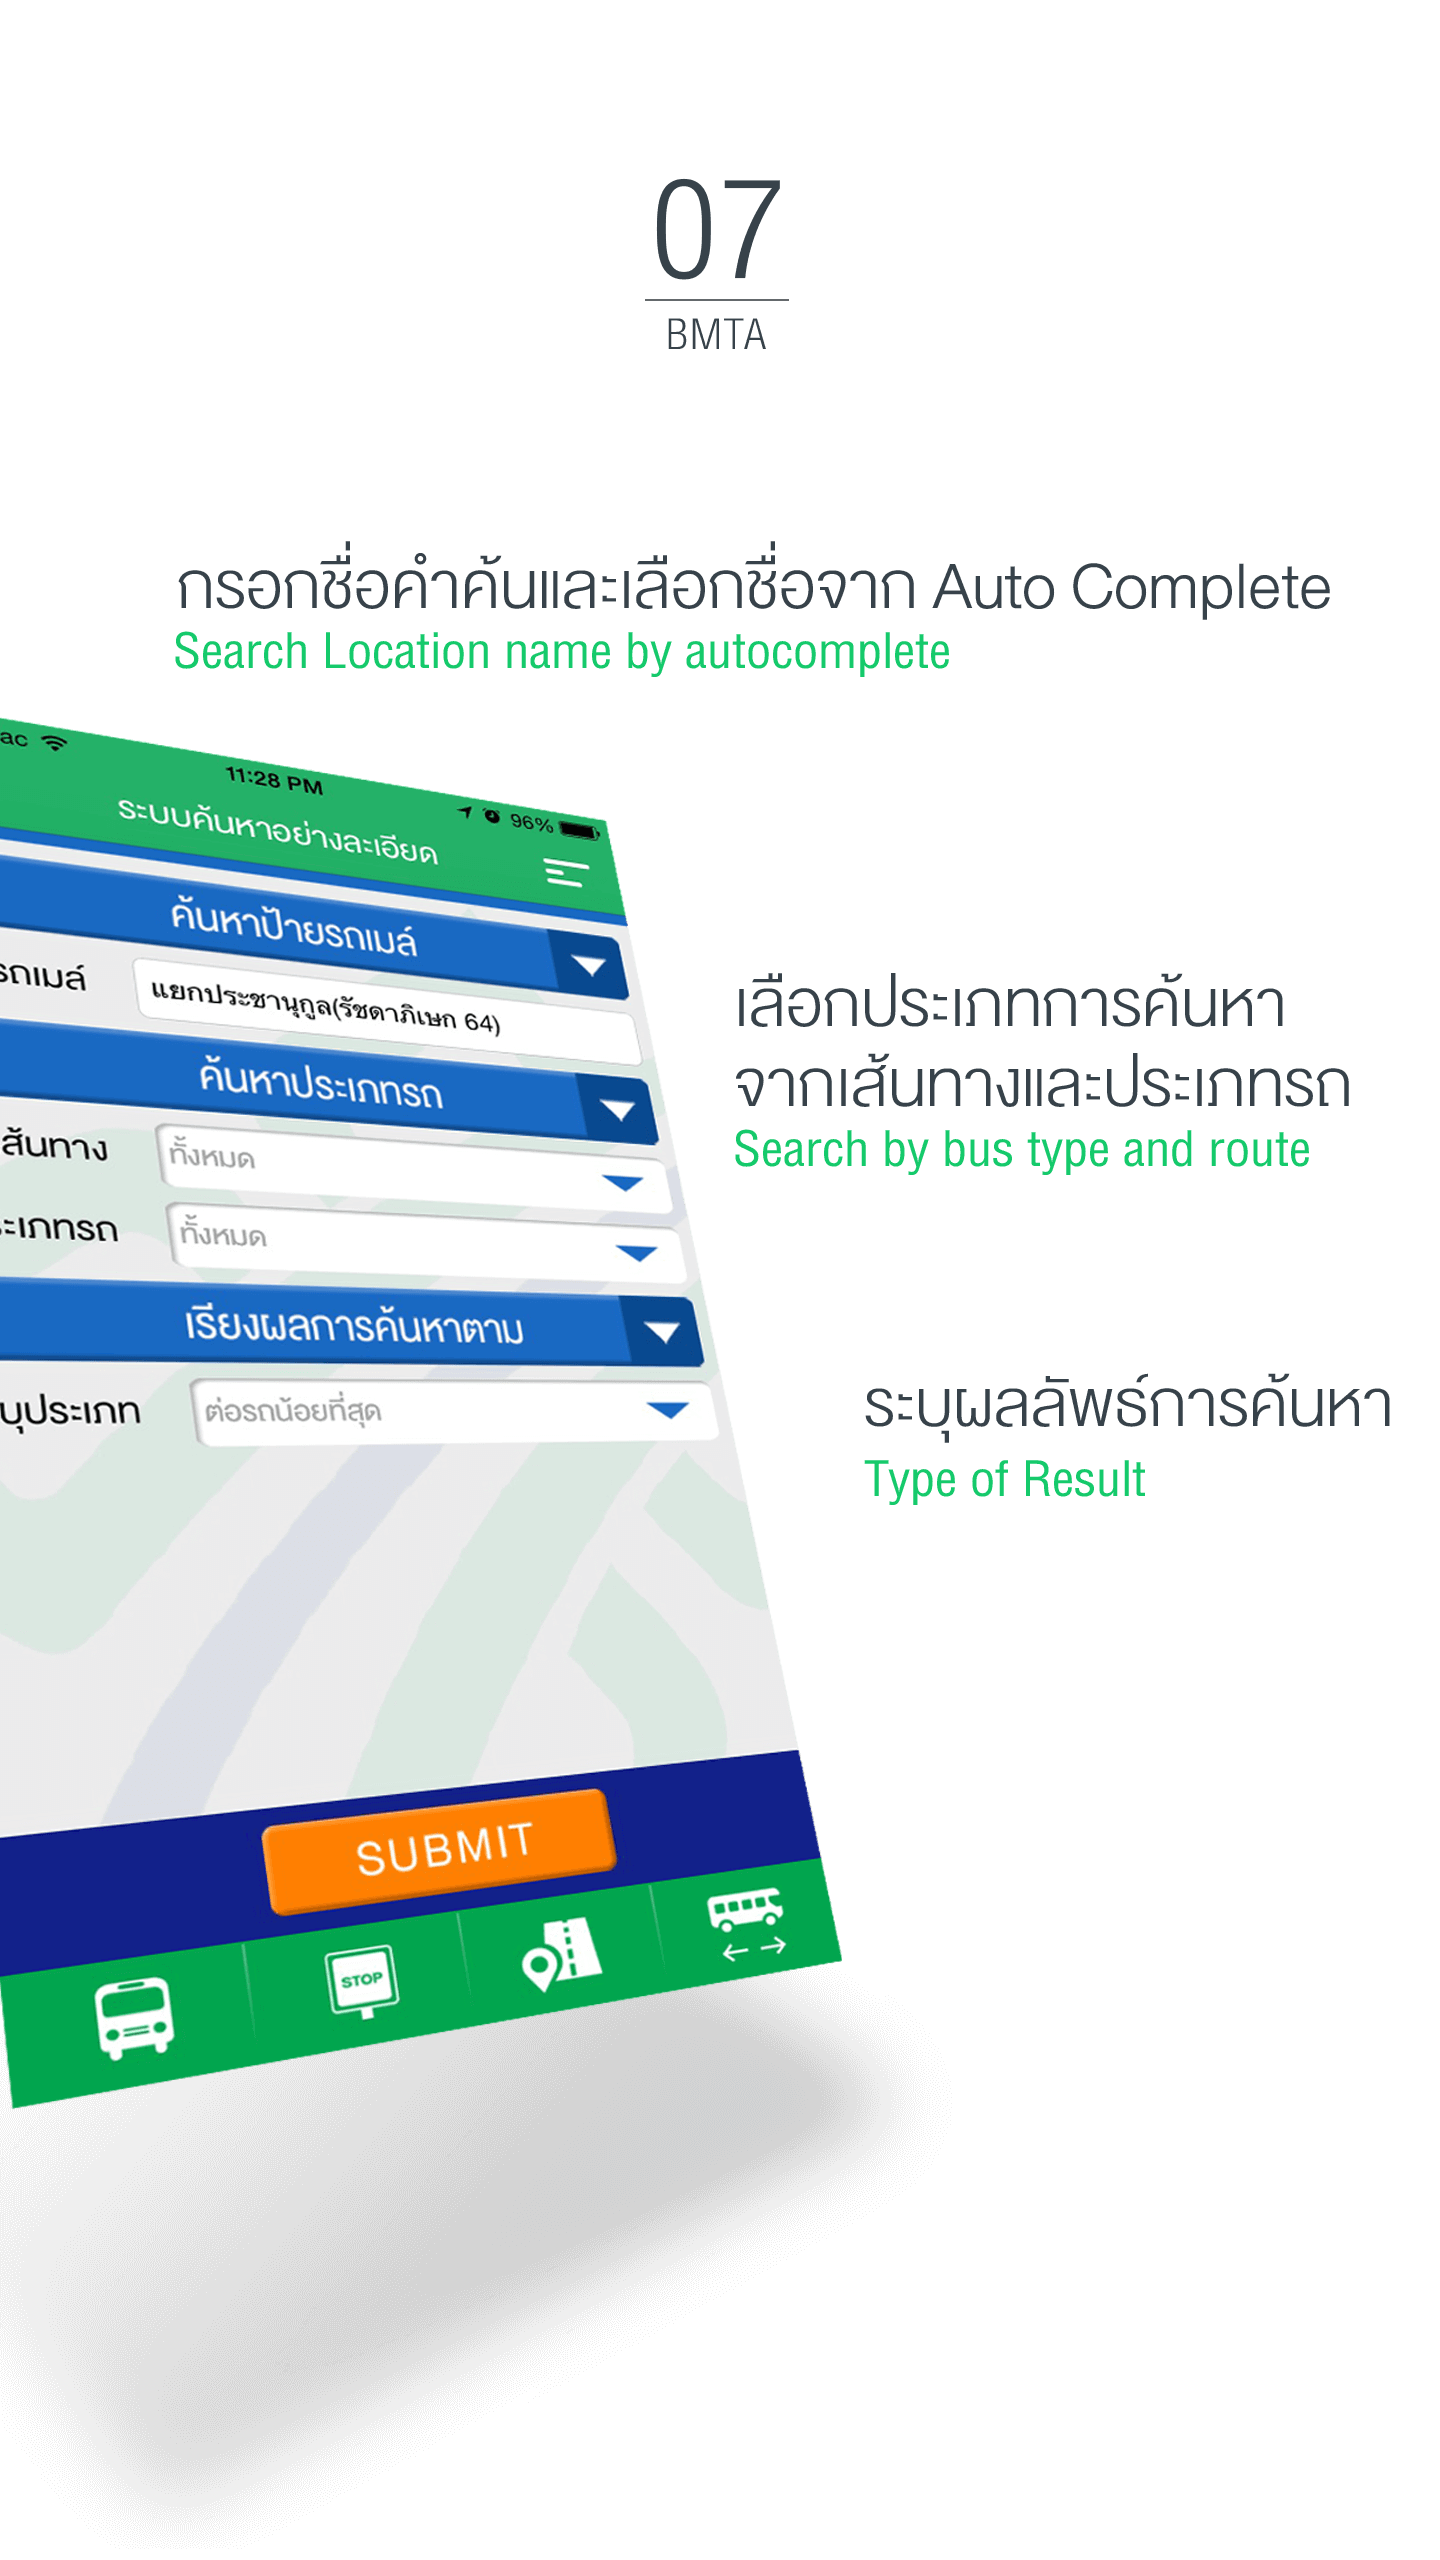 07
BMTA
กรอกชื่อคำค้นและเลือกชื่อจาก Auto Complete
Search Location name by autocomplete
ac
11:28 PM
96%
ระบบค้นหาอย่างละเอียด
ค้นหาป้ายรถเมล์
รถเมล์
แยกประชานุกูล(รัชดาภิเษก 64)
ค้นหาประเภทรถ
ส้นทาง
ทั้งหมด
ะเภทรถ
ทั้งหมด
เรียงผลการค้นหาตาม
บุประเภท
ต่อรถน้อยที่สุด
เลือกประเภทการค้นหา
จากเส้นทางและประเภทรถ
Search by bus type and route
ระบุผลลัพธ์การค้นหา
Type of Result
SUBMIT
STOP